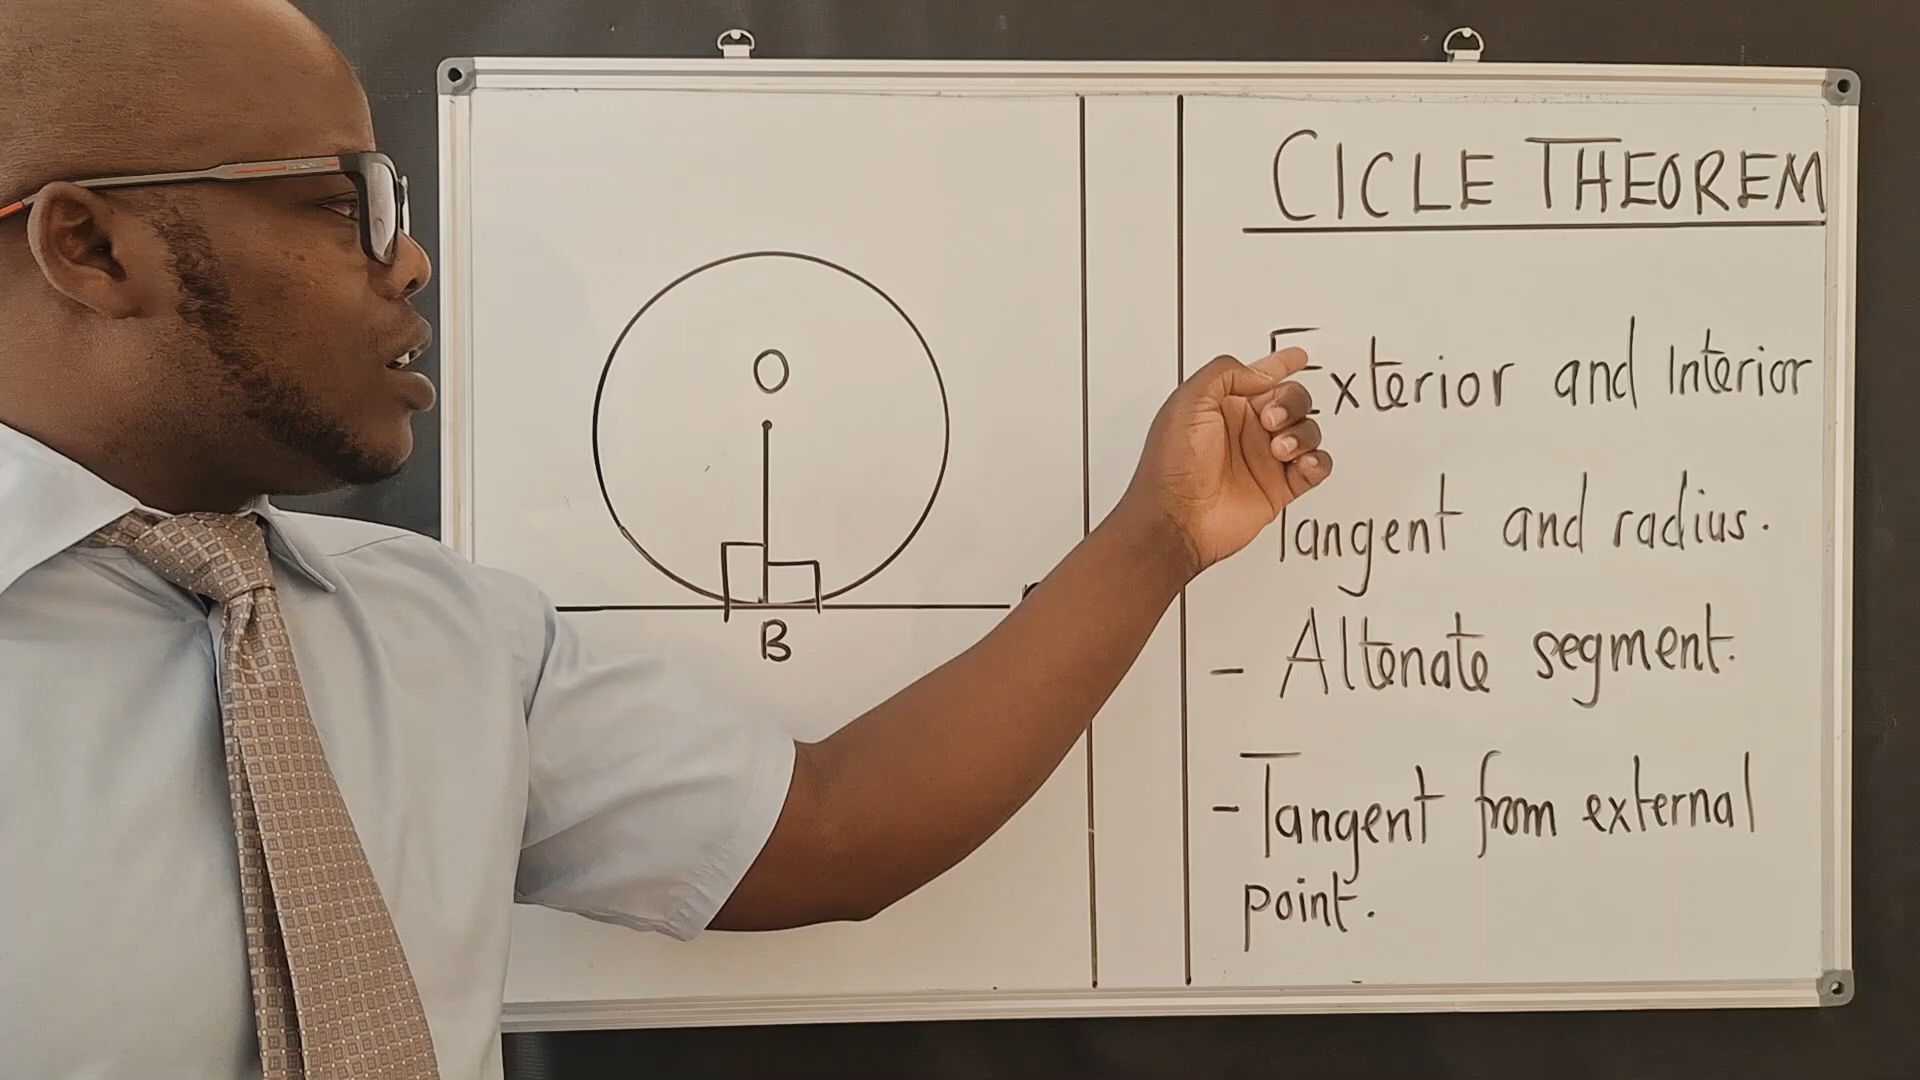 CICLE THEOREM
O
Exterior and Interior
Tangent and radius.
B
- Altenate segment.
- Tangent from external
point.